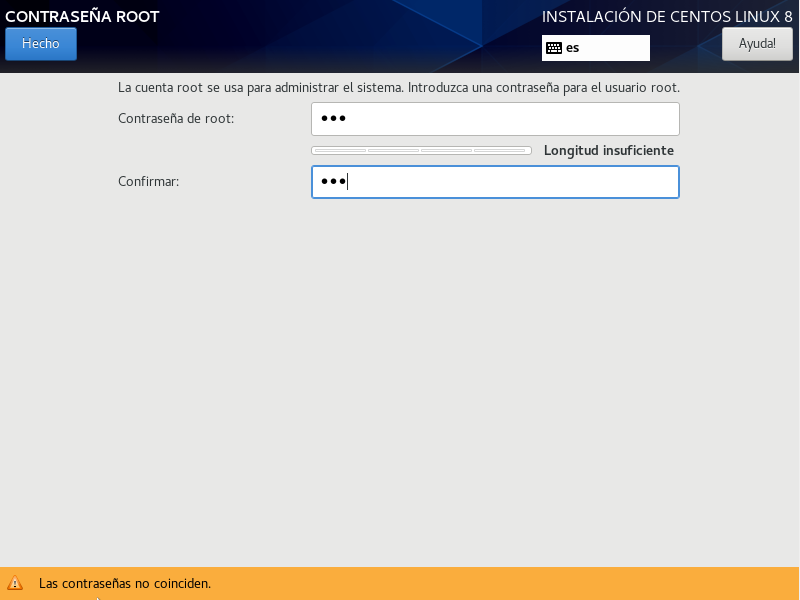 CONTRASEÑA ROOT
INSTALACIÓN DE CENTOS LINUX 8
Hecho
es
Ayuda!
La cuenta root se usa para administrar el sistema. Introduzca una contraseña para el usuario root.
Contraseña de root: •••
Longitud insuficiente
Confirmar: •••
Las contraseñas no coinciden.